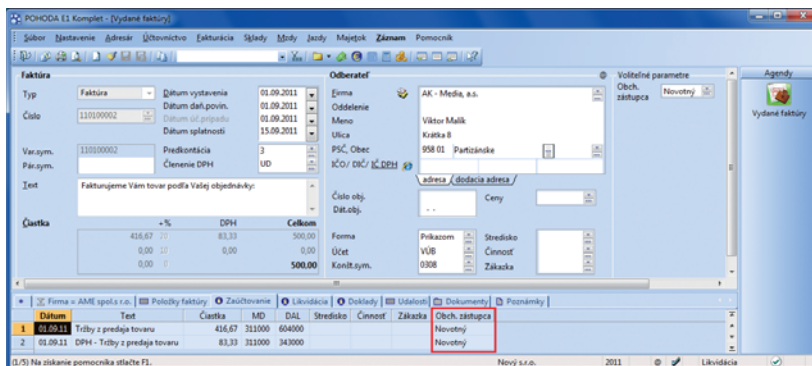 POHODA E1 Komplet - [Vydané faktúry]
Súbor Nastavenie Adresár Účtovníctvo Fakturácia Sklady Mzdy Jazdy Majetok Záznam Pomocník
Faktúra
Typ Faktúra
Číslo 110100002
Var.sym. 110100002
Pár.sym.
Dátum vystavenia 01.09.2011
Dátum daň.povin. 01.09.2011
Dátum úč.prípadu 01.09.2011
Dátum splatnosti 15.09.2011
Predkontácia 3
Členenie DPH UD
Text Fakturujeme Vám tovar podľa Vašej objednávky:
Čiastka + % DPH Celkom
416,67 20 83,33 500,00
0,00 10 0,00 0,00
0,00 0 500,00
Odberateľ
Firma AK - Media, a.s.
Oddelenie
Meno Viktor Malík
Ulica Krátka 8
PSČ, Obec 958 01 Partizánske
IČO/ DIČ/ IČ DPH
adresa dodacia adresa
Číslo obj. Ceny
Dát.obj. . .
Forma Príkazom Stredisko
Účet VÚB Činnosť
Konšt.sym. 0308 Zákazka
Voliteľné parametre
Obch. zástupca Novotný
Agendy
Vydané faktúry
Firma = AME spol.s r.o. Položky faktúry Zaúčtovanie Likvidácia Doklady Udalosti Dokumenty Poznámky
Dátum Text Čiastka MD DAL Stredisko Činnosť Zákazka Obch. zástupca
1 01.09.11 Tržby z predaja tovaru 416,67 311000 604000 Novotný
2 01.09.11 DPH - Tržby z predaja tovaru 83,33 311000 343000 Novotný
(1/5) Na získanie pomocníka stlačte F1. Nový s.r.o. 2011 @ Likvidácia